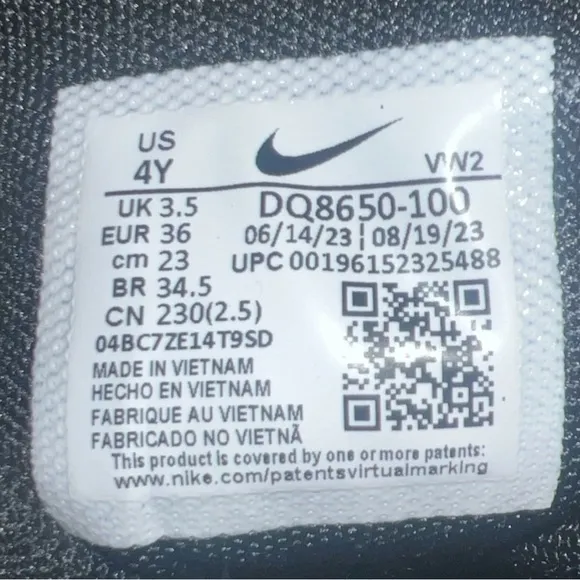 US
4Y
VW2
UK 3.5
DQ8650-100
EUR 36
06/14/23 | 08/19/23
cm 23
UPC 00196152325488
BR 34.5
CN 230(2.5)
04BC7ZE14T9SD
MADE IN VIETNAM
HECHO EN VIETNAM
FABRIQUE AU VIETNAM
FABRICADO NO VIETNÃ
This product is covered by one or more patents:
www.nike.com/patentsvirtualmarking